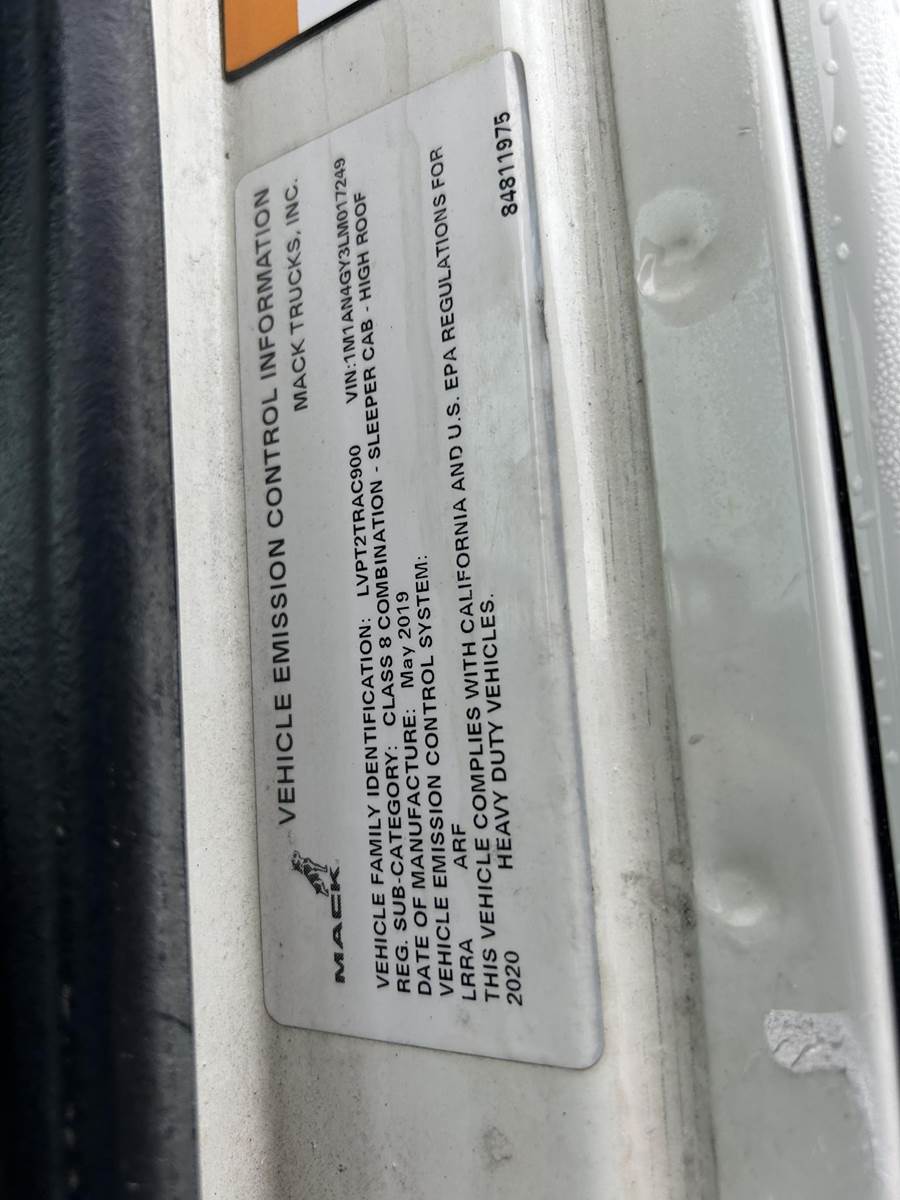 VEHICLE EMISSION CONTROL INFORMATION
MACK TRUCKS, INC.
MACK
VIN:1M1AN4GY3LM017249
VEHICLE FAMILY IDENTIFICATION: LVPT2TRAC900
REG. SUB-CATEGORY: CLASS 8 COMBINATION - SLEEPER CAB - HIGH ROOF
DATE OF MANUFACTURE: May 2019
VEHICLE EMISSION CONTROL SYSTEM:
LRRA ARF
THIS VEHICLE COMPLIES WITH CALIFORNIA AND U.S. EPA REGULATIONS FOR
2020 HEAVY DUTY VEHICLES.
84811975